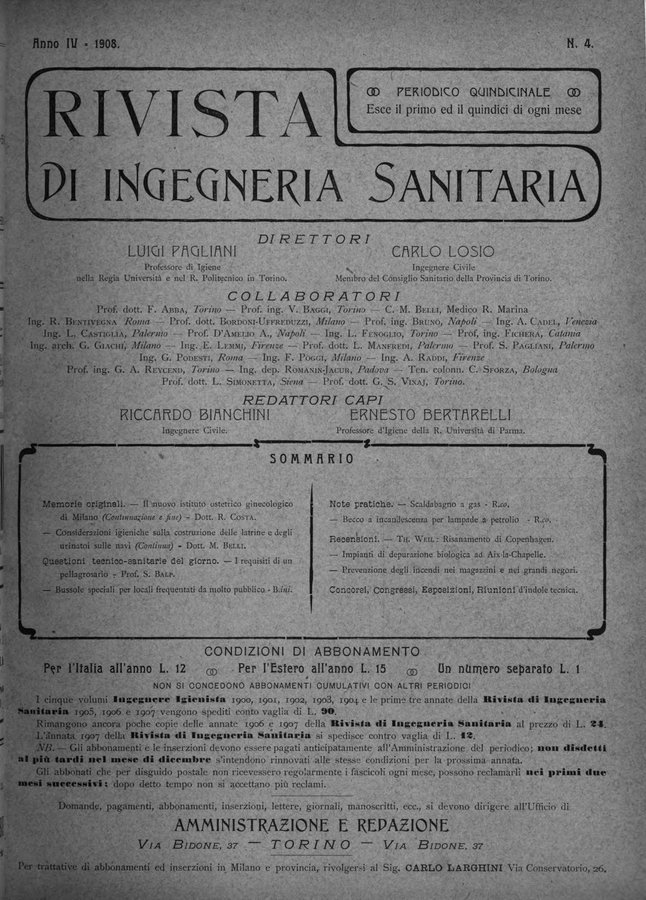 Anno IV - 1908.
N. 4.
RIVISTA
DI INGEGNERIA SANITARIA
PERIODICO QUINDICINALE
Esce il primo ed il quindici di ogni mese
DIRETTORI
LUIGI PAGLIANI
Professore di Igiene
nella Regia Università e nel R. Politecnico in Torino.
CARLO LOSIO
Ingegnere Civile
Membro del Consiglio Sanitario della Provincia di Torino.
COLLABORATORI
Prof. dott. F. ABBA, Torino — Prof. ing. V. BAGGI, Torino — C. M. BELLI, Medico R. Marina
Ing. R. BENTIVEGNA Roma — Prof. dott. BORDONI-UFFREDUZZI, Milano — Prof. ing. BRUNO, Napoli — Ing. A. CADEL, Venezia
Ing. L. CASTIGLIA, Palermo — Prof. D'AMELIO A., Napoli — Ing. L. FENOGLIO, Torino — Prof. ing. FICHERA, Catania
Ing. arch. G. GIACHI, Milano — Ing. E. LEMMI, Firenze — Prof. dott. L. MANFREDI, Palermo — Prof. S. PAGLIANI, Palermo
Ing. G. PODESTI, Roma — Ing. F. POGGI, Milano — Ing. A. RADDI, Firenze
Prof. ing. G. A. REYCEND, Torino — Ing. dep. ROMANIN-JACUR, Padova — Ten. colonn. C. SFORZA, Bologna
Prof. dott. L. SIMONETTA, Siena — Prof. dott. G. S. VINAJ, Torino.
REDATTORI CAPI
RICCARDO BIANCHINI
Ingegnere Civile.
ERNESTO BERTARELLI
Professore d'Igiene della R. Università di Parma.
SOMMARIO
Memorie originali. — Il nuovo istituto ostetrico ginecologico
di Milano (Continuazione e fine) - Dott. R. COSTA.
— Considerazioni igieniche sulla costruzione delle latrine e degli
urinatoi sulle navi (Continua) - Dott. M. BELLI.
Questioni tecnico-sanitarie del giorno. — I requisiti di un
pellagrosario - Prof. S. BALP.
— Bussole speciali per locali frequentati da molto pubblico - Bini.
Note pratiche. — Scaldabagno a gas - R.co.
— Becco a incandescenza per lampade a petrolio - R.co.
Recensioni. — TH. WEIL: Risanamento di Copenhagen.
— Impianti di depurazione biologica ad Aix-la-Chapelle.
— Prevenzione degli incendi nei magazzini e nei grandi negozi.
Concorsi, Congressi, Esposizioni, Riunioni d'indole tecnica.
CONDIZIONI DI ABBONAMENTO
Per l'Italia all'anno L. 12 Per l'Estero all'anno L. 15 Un numero separato L. 1
NON SI CONCEDONO ABBONAMENTI CUMULATIVI CON ALTRI PERIODICI
I cinque volumi Ingegnere Igienista 1900, 1901, 1902, 1903, 1904 e le prime tre annate della Rivista di Ingegneria
Sanitaria 1905, 1906 e 1907 vengono spediti conto vaglia di L. 90.
Rimangono ancora poche copie delle annate 1906 e 1907 della Rivista di Ingegneria Sanitaria al prezzo di L. 24.
L'annata 1907 della Rivista di Ingegneria Sanitaria si spedisce contro vaglia di L. 12.
NB. — Gli abbonamenti e le inserzioni devono essere pagati anticipatamente all'Amministrazione del periodico; non disdetti
al più tardi nel mese di dicembre s'intendono rinnovati alle stesse condizioni per la prossima annata.
Gli abbonati che per disguido postale non ricevessero regolarmente i fascicoli ogni mese, possono reclamarli nei primi due
mesi successivi; dopo detto tempo non si accettano più reclami.
Domande, pagamenti, abbonamenti, inserzioni, lettere, giornali, manoscritti, ecc., si devono dirigere all'Ufficio di
AMMINISTRAZIONE E REDAZIONE
VIA BIDONE, 37 — TORINO — VIA BIDONE, 37
Per trattative di abbonamenti ed inserzioni in Milano e provincia, rivolgersi al Sig. CARLO LARGHINI Via Conservatorio, 26.